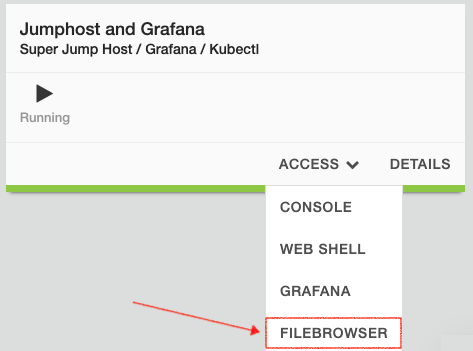 Jumphost and Grafana
Super Jump Host / Grafana / Kubectl
Running
ACCESS DETAILS
CONSOLE
WEB SHELL
GRAFANA
FILEBROWSER